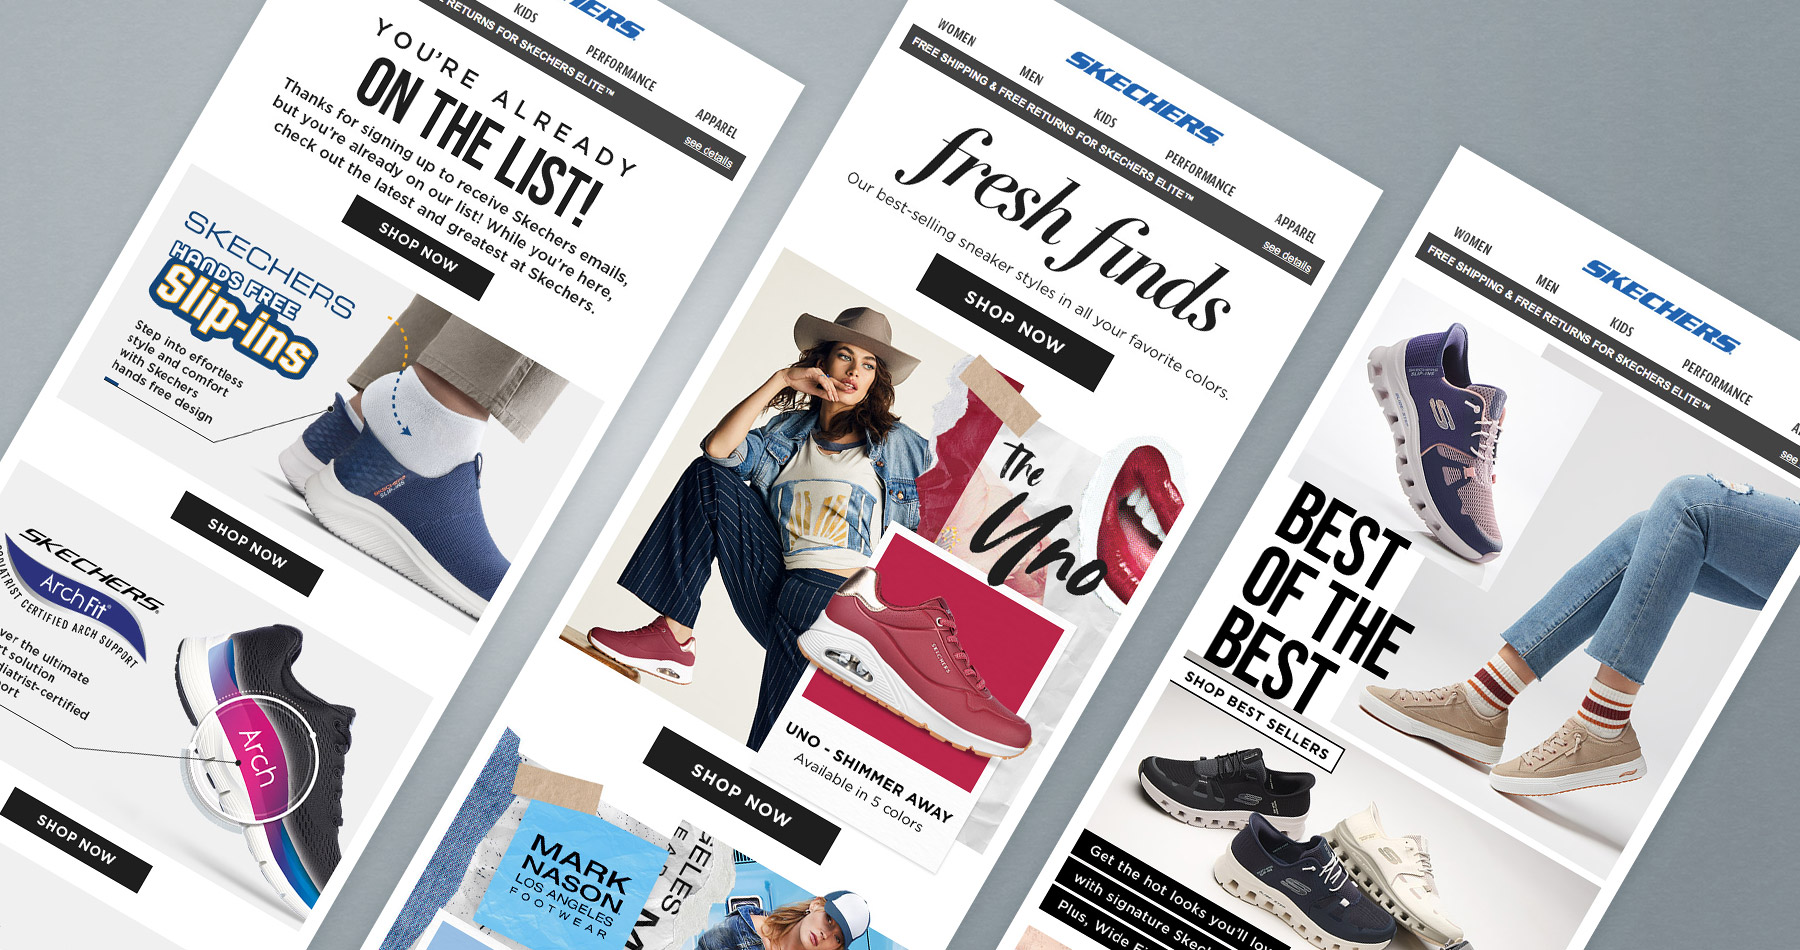 SKECHERS
KIDS
PERFORMANCE
APPAREL
RETURNS FOR SKECHERS ELITE™
see details
YOU'RE ALREADY
ON THE LIST!
Thanks for signing up to receive Skechers emails,
but you're already on our list! While you're here,
check out the latest and greatest at Skechers.
SHOP NOW
SKECHERS
HANDS FREE
Slip-ins
Step into effortless
style and comfort
with Skechers
hands free design
SKECHERS
SLIP-INS
SHOP NOW
SKECHERS
Arch Fit®
CERTIFIED ARCH SUPPORT
the ultimate
solution
Arch
SHOP NOW
SKECHERS
WOMEN
MEN
KIDS
PERFORMANCE
APPAREL
FREE SHIPPING & FREE RETURNS FOR SKECHERS ELITE™
see details
fresh finds
Our best-selling sneaker styles in all your favorite colors.
SHOP NOW
the
Uno
SKECHERS
UNO - SHIMMER AWAY
Available in 5 colors
SHOP NOW
MARK
NASON
LOS ANGELES
FOOTWEAR
SKECHERS
WOMEN
MEN
KIDS
PERFORMANCE
FREE SHIPPING & FREE RETURNS FOR SKECHERS ELITE™
see
BEST
OF THE
BEST
SHOP BEST SELLERS
Get the hot looks you'll
with signature
Plus, Wide